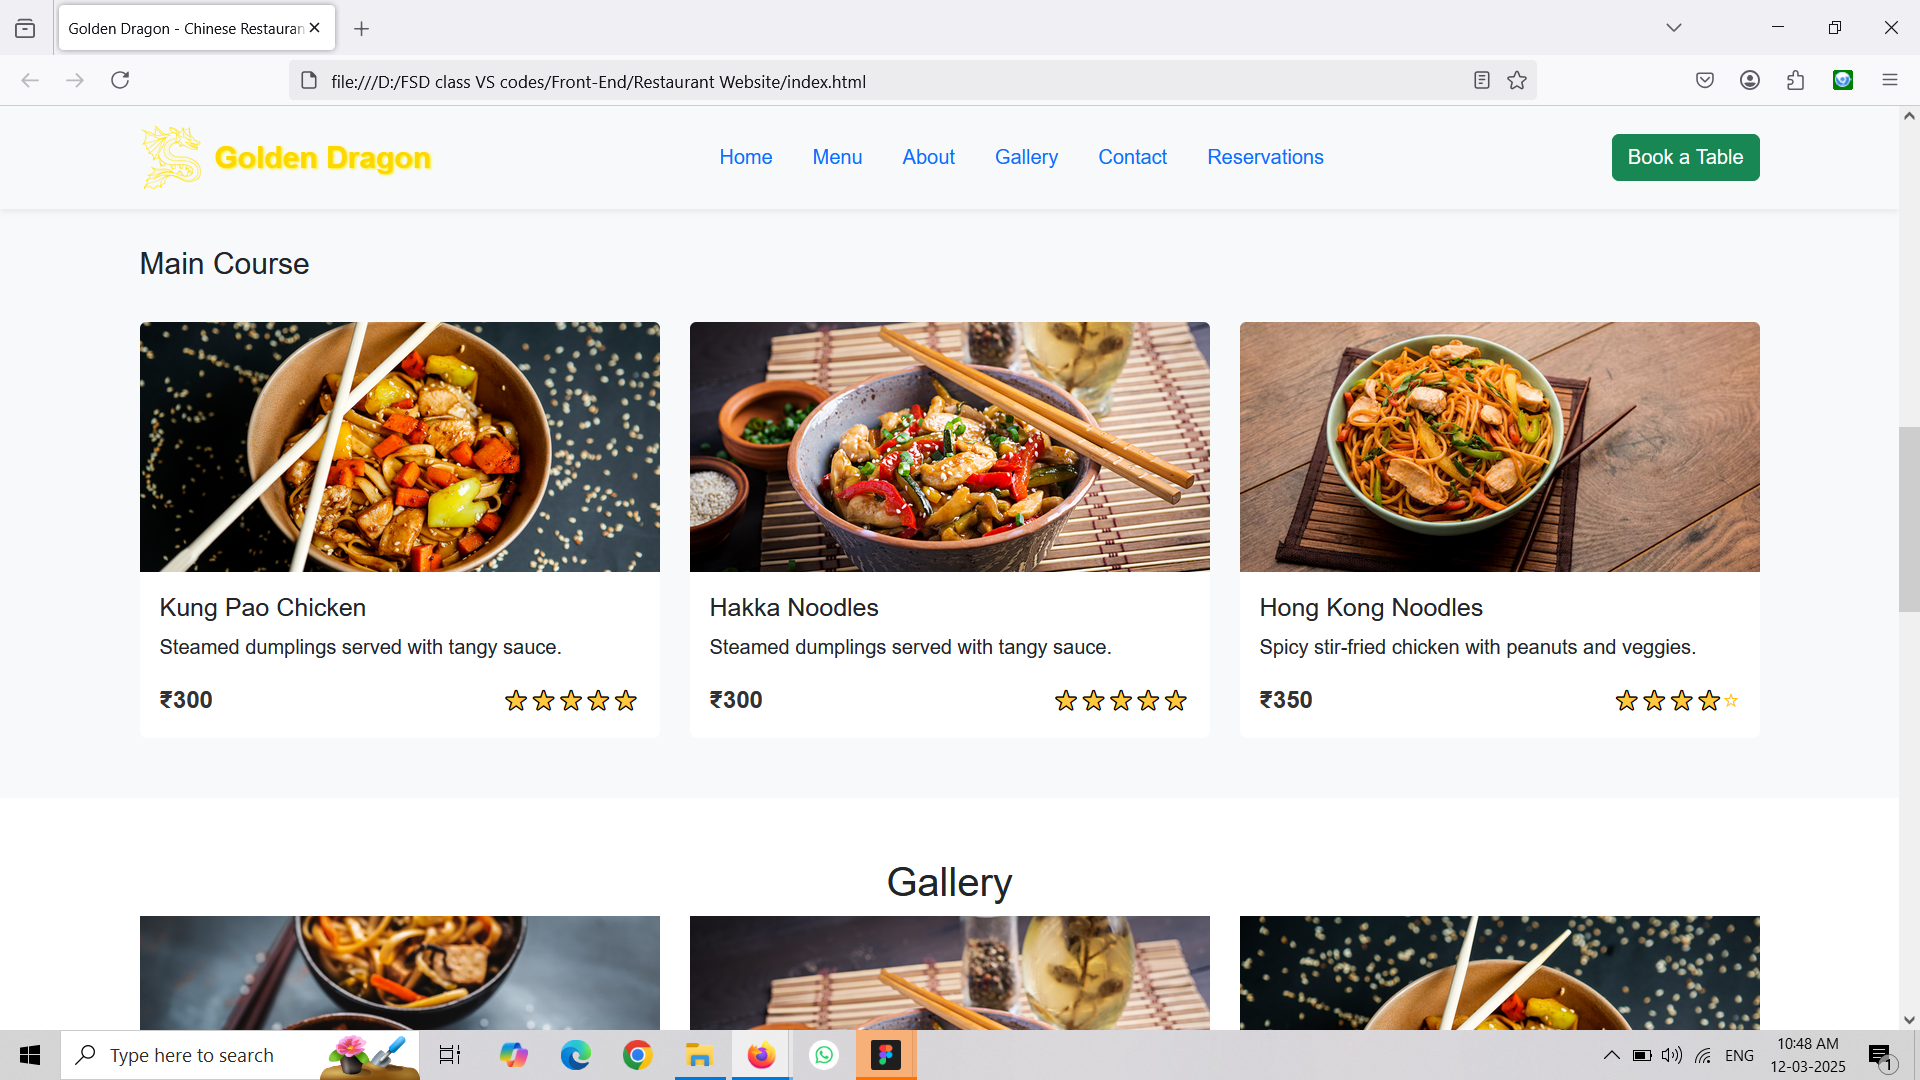 Golden Dragon - Chinese Restauran
file:///D:/FSD class VS codes/Front-End/Restaurant Website/index.html
Golden Dragon
Home Menu About Gallery Contact Reservations
Book a Table
Main Course
Kung Pao Chicken
Steamed dumplings served with tangy sauce.
₹300
Hakka Noodles
Steamed dumplings served with tangy sauce.
₹300
Hong Kong Noodles
Spicy stir-fried chicken with peanuts and veggies.
₹350
Gallery
Type here to search
ENG
10:48 AM
12-03-2025
1